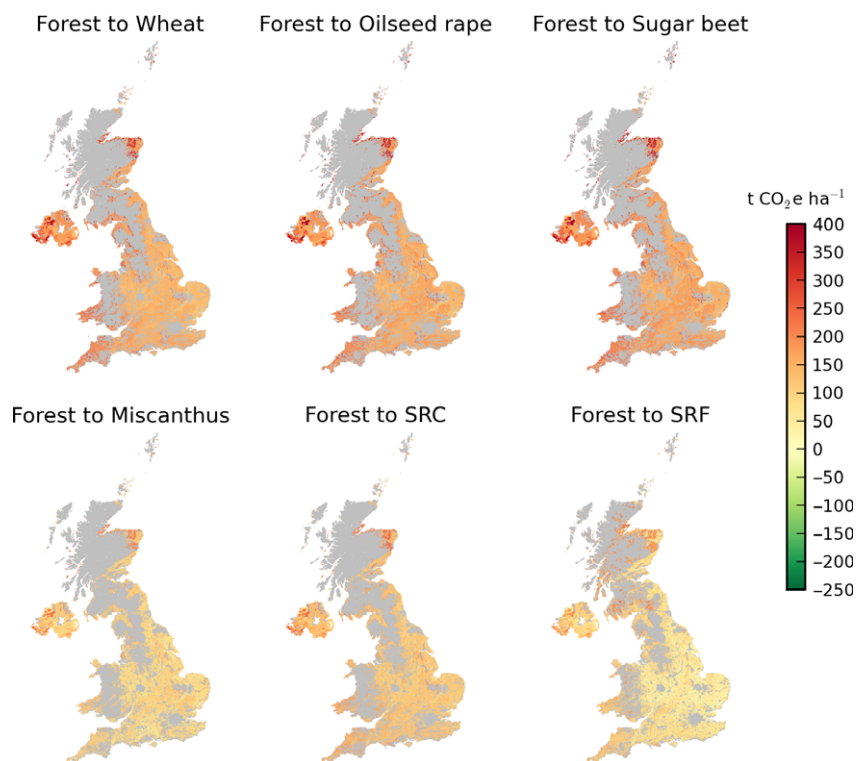 Forest to Wheat
Forest to Oilseed rape
Forest to Sugar beet
t CO₂e ha⁻¹
400
350
300
250
200
150
100
50
0
−50
−100
−150
−200
−250
Forest to Miscanthus
Forest to SRC
Forest to SRF